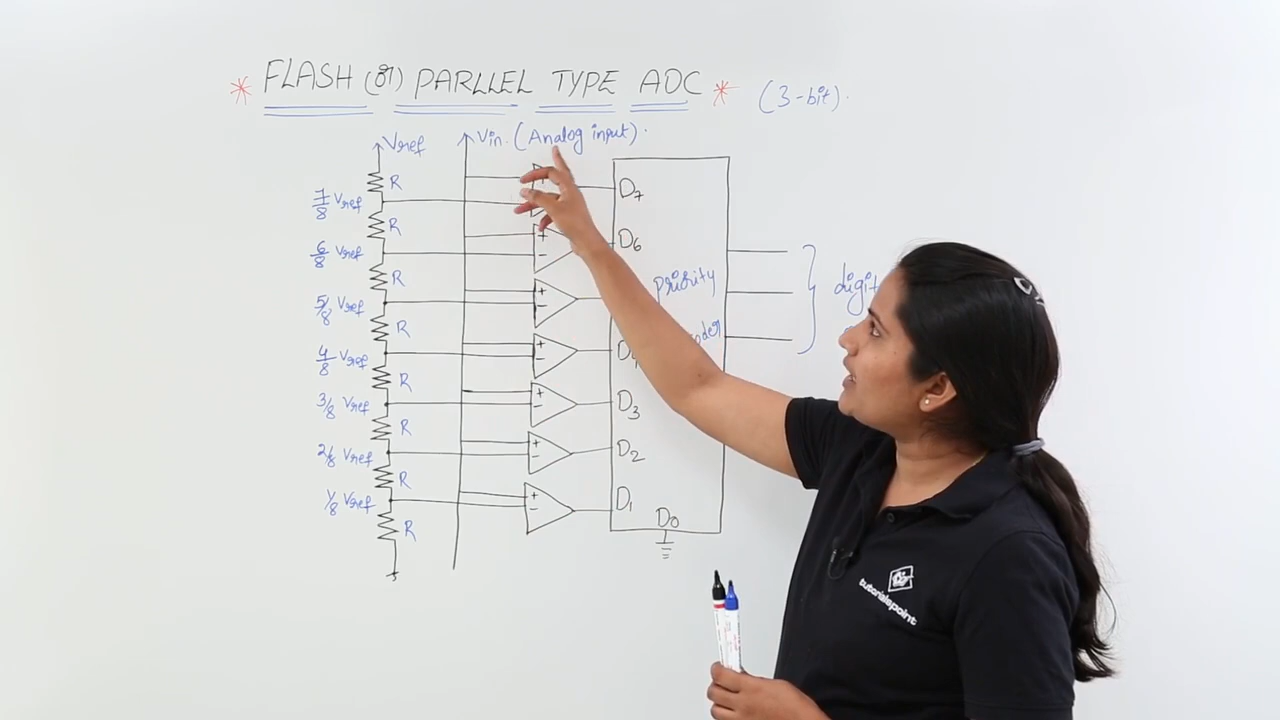 * FLASH (or) PARLLEL TYPE ADC * (3-bit).
Vref Vin. (Analog input).
R
7/8 Vref
R
6/8 Vref
R
5/8 Vref
R
4/8 Vref
R
3/8 Vref
R
2/8 Vref
R
1/8 Vref
R
+
+
-
+
-
+
-
+
-
+
-
+
-
D7
D6
priority
D3
D2
D1
D0
tutorialspoint